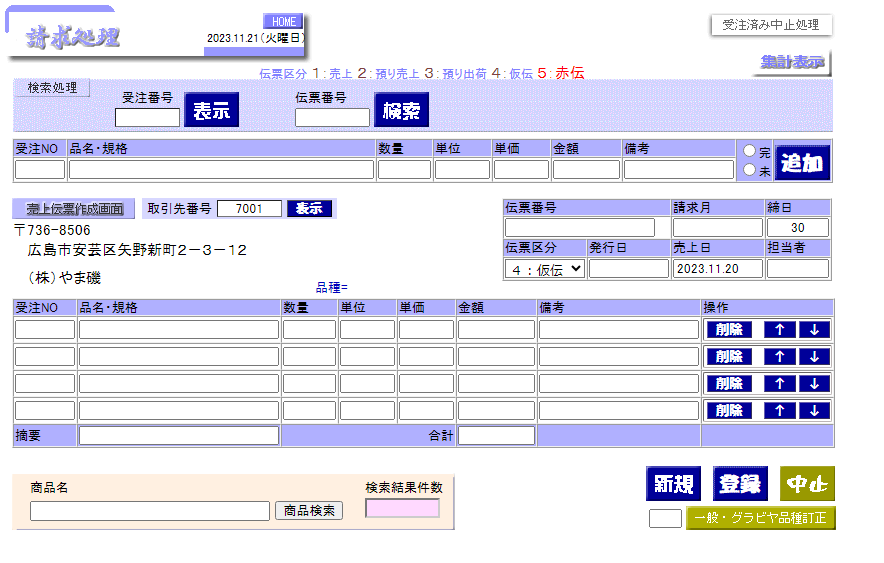 HOME
請求処理
2023.11.21(火曜日)
受注済み中止処理
集計表示
伝票区分 1：売上 2：預り売上 3：預り出荷 4：仮伝 5：赤伝
検索処理
受注番号 表示 伝票番号 検索
受注NO 品名・規格 数量 単位 単価 金額 備考 完 未 追加
売上伝票作成画面 取引先番号 7001 表示
〒736-8506
広島市安芸区矢野新町２－３－１２
（株）やま磯
品種=
伝票番号 請求月 締日
30
伝票区分 発行日 売上日 担当者
4 : 仮伝 2023.11.20
受注NO 品名・規格 数量 単位 単価 金額 備考 操作
削除 ↑ ↓
削除 ↑ ↓
削除 ↑ ↓
削除 ↑ ↓
摘要 合計
商品名 検索結果件数
商品検索
新規 登録 中止
一般・グラビヤ品種訂正